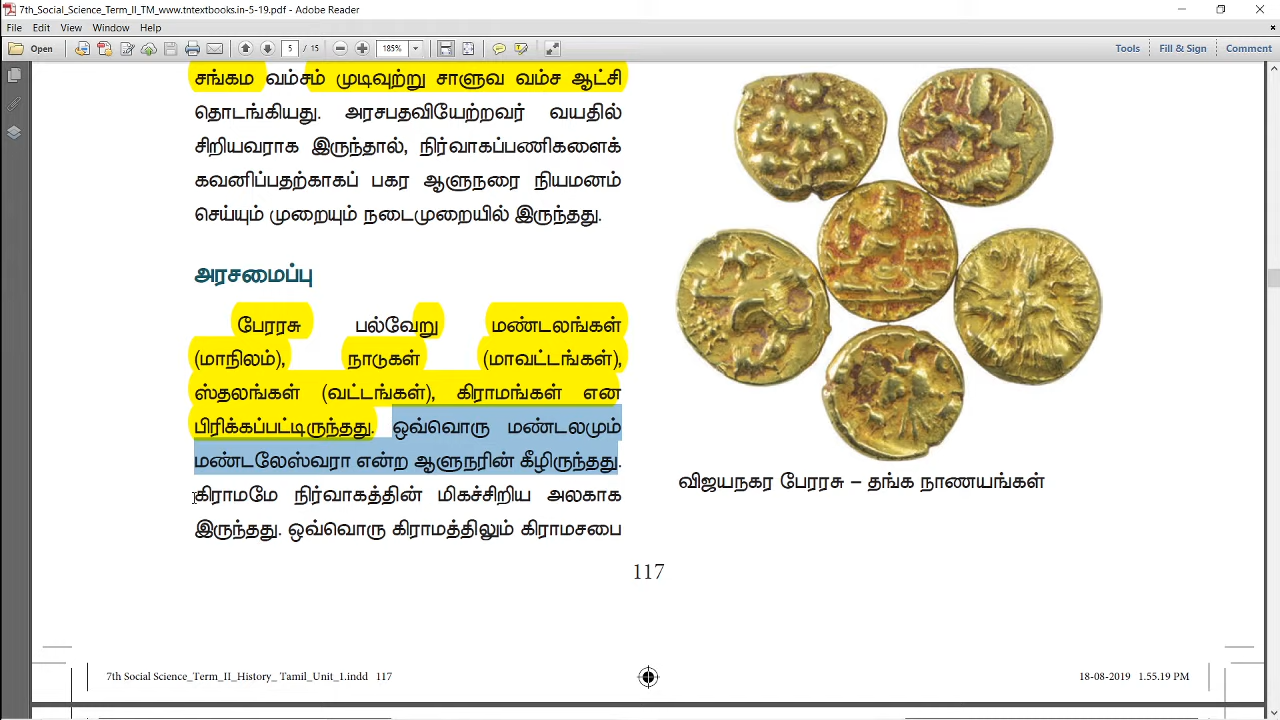 7th_Social_Science_Term_II_TM_www.tntextbooks.in-5-19.pdf - Adobe Reader
File Edit View Window Help
Open 5 / 15 185% Tools Fill & Sign Comment
சங்கம வம்சம் முடிவுற்று சாளுவ வம்ச ஆட்சி
தொடங்கியது. அரசபதவியேற்றவர் வயதில்
சிறியவராக இருந்தால், நிர்வாகப்பணிகளைக்
கவனிப்பதற்காகப் பகர ஆளுநரை நியமனம்
செய்யும் முறையும் நடைமுறையில் இருந்தது.
அரசமைப்பு
பேரரசு பல்வேறு மண்டலங்கள்
(மாநிலம்), நாடுகள் (மாவட்டங்கள்),
ஸ்தலங்கள் (வட்டங்கள்), கிராமங்கள் என
பிரிக்கப்பட்டிருந்தது. ஒவ்வொரு மண்டலமும்
மண்டலேஸ்வரா என்ற ஆளுநரின் கீழிருந்தது.
கிராமமே நிர்வாகத்தின் மிகச்சிறிய அலகாக
இருந்தது. ஒவ்வொரு கிராமத்திலும் கிராமசபை
விஜயநகர பேரரசு – தங்க நாணயங்கள்
117
7th Social Science_Term_II_History_ Tamil_Unit_1.indd 117
18-08-2019 1.55.19 PM